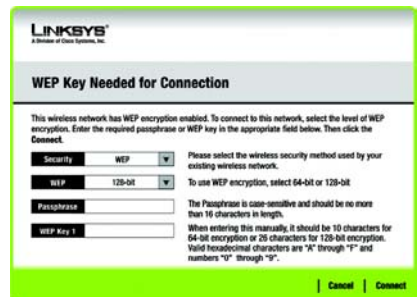 LINKSYS®
A Division of Cisco Systems, Inc.
WEP Key Needed for Connection
This wireless network has WEP encryption enabled. To connect to this network, select the level of WEP
encryption. Enter the required passphrase or WEP key in the appropriate field below. Then click the
Connect.
Security WEP
Please select the wireless security method used by your
existing wireless network.
WEP 128-bit
To use WEP encryption, select 64-bit or 128-bit
Passphrase
The Passphrase is case-sensitive and should be no more
than 16 characters in length.
WEP Key 1
When entering this manually, it should be 10 characters for
64-bit encryption or 26 characters for 128-bit encryption.
Valid hexadecimal characters are "A" through "F" and
numbers "0" through "9".
Cancel Connect